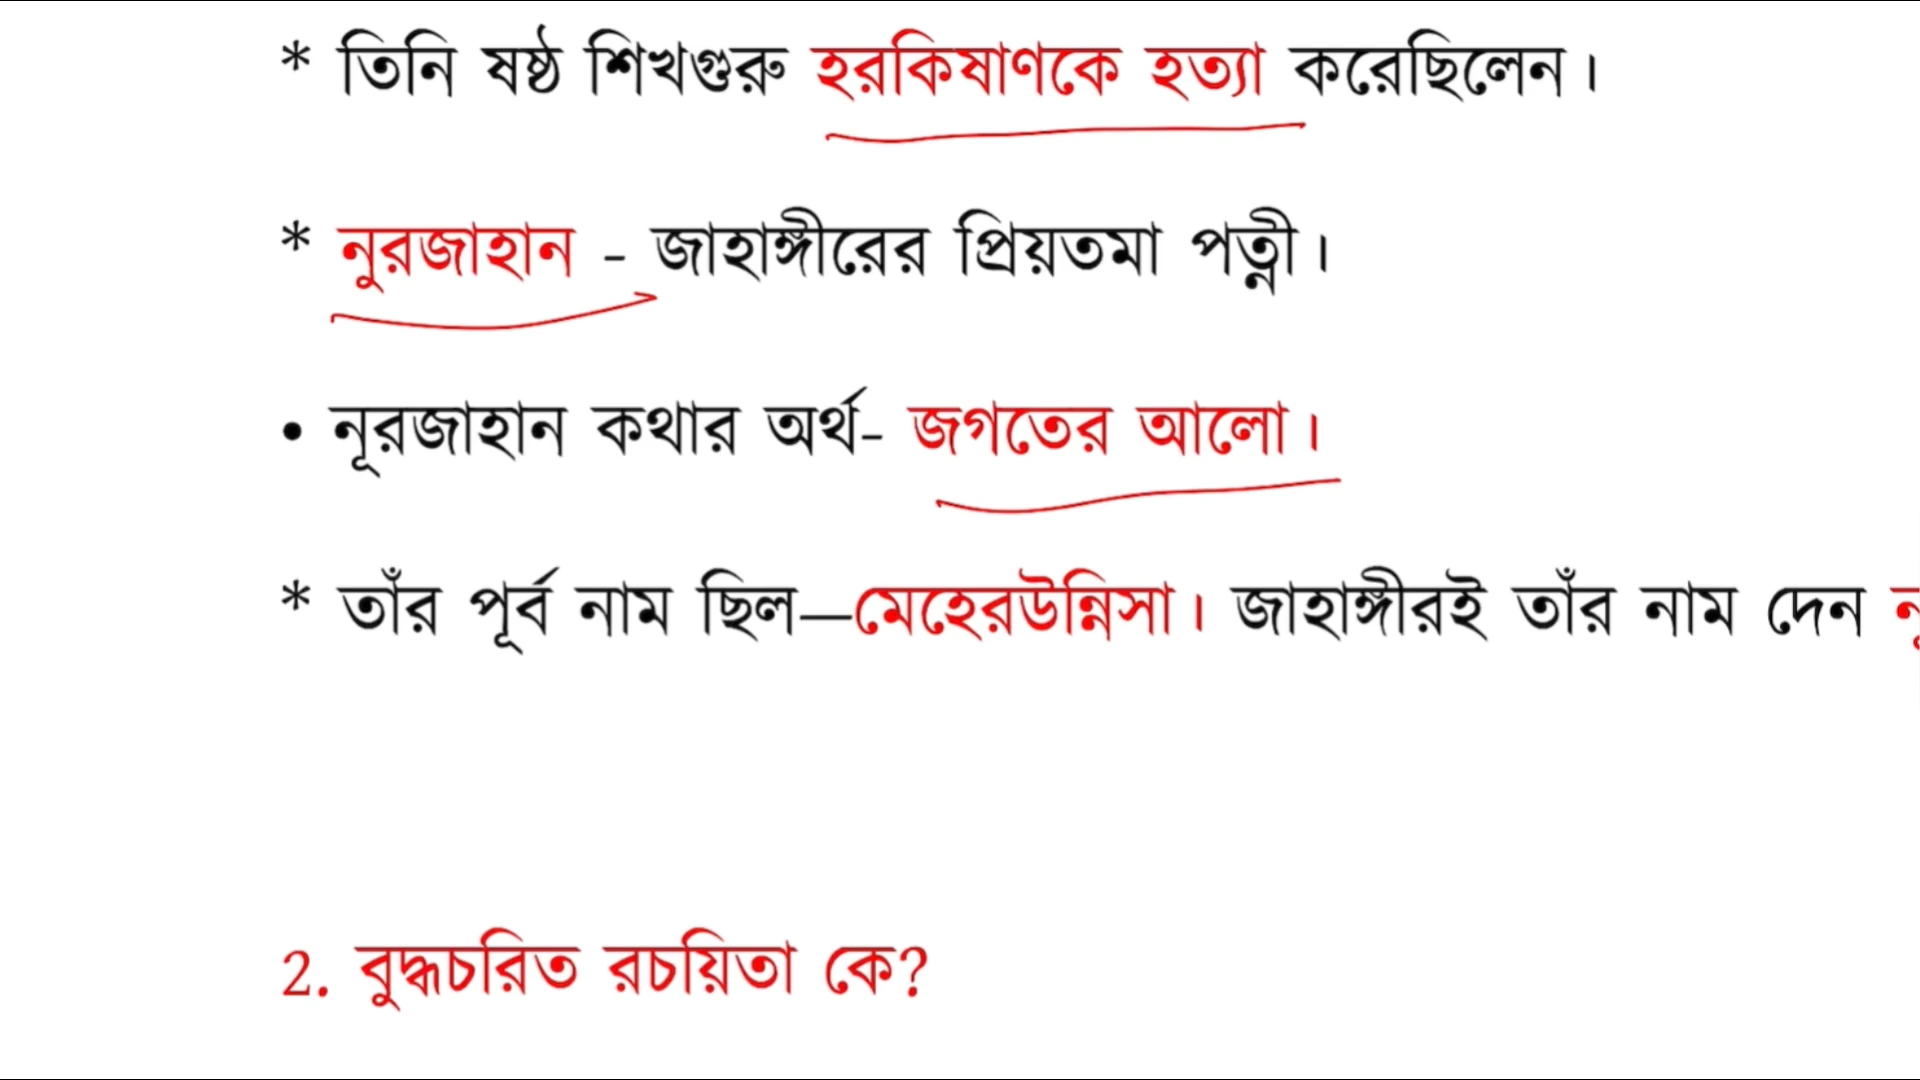 * তিনি ষষ্ঠ শিখগুরু হরকিষাণকে হত্যা করেছিলেন।
* নুরজাহান - জাহাঙ্গীরের প্রিয়তমা পত্নী।
• নূরজাহান কথার অর্থ- জগতের আলো।
* তাঁর পূর্ব নাম ছিল—মেহেরউন্নিসা। জাহাঙ্গীরই তাঁর নাম দেন
2. বুদ্ধচরিত রচয়িতা কে?